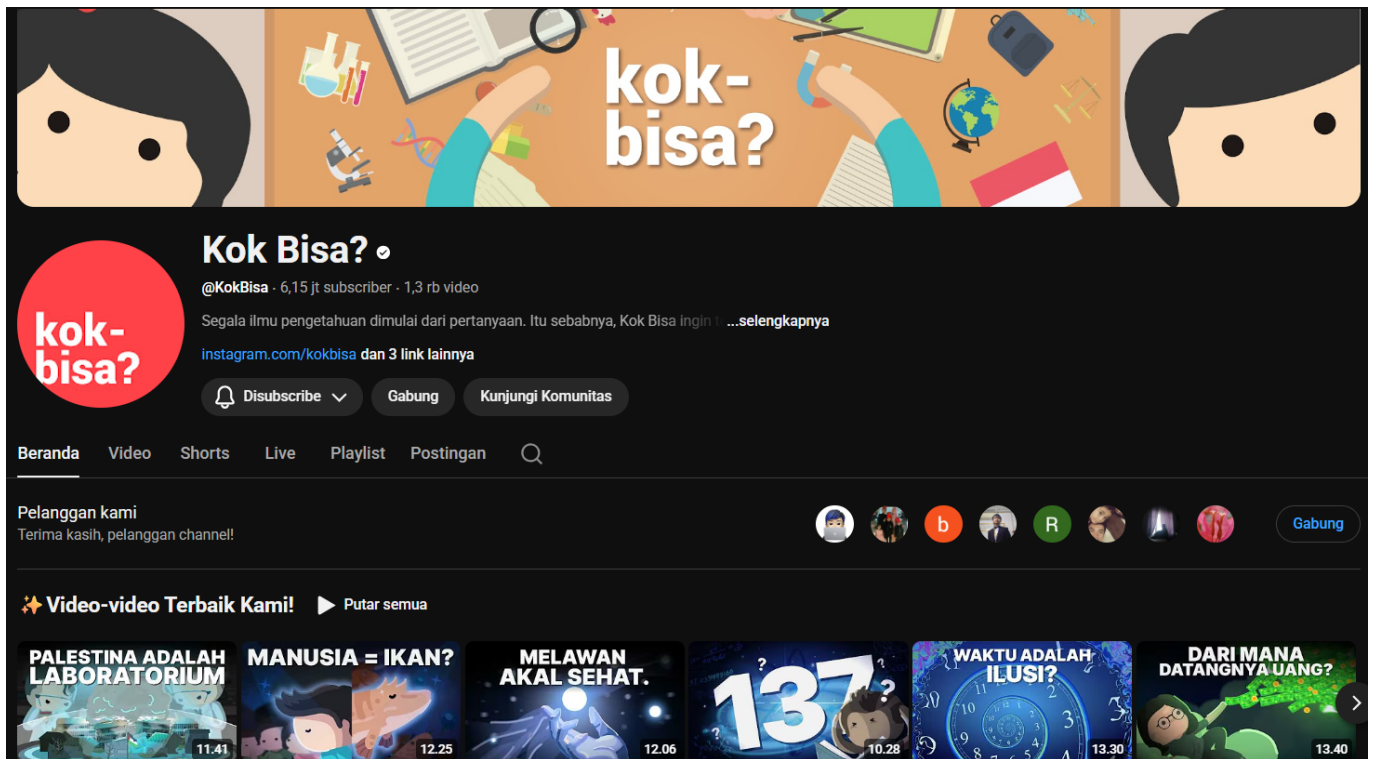 kok-
bisa?
kok-
bisa?
Kok Bisa?
@KokBisa · 6,15 jt subscriber · 1,3 rb video
Segala ilmu pengetahuan dimulai dari pertanyaan. Itu sebabnya, Kok Bisa ingin ...selengkapnya
instagram.com/kokbisa dan 3 link lainnya
Disubscribe Gabung Kunjungi Komunitas
Beranda Video Shorts Live Playlist Postingan
Pelanggan kami
Terima kasih, pelanggan channel!
b R Gabung
✨Video-video Terbaik Kami! Putar semua
PALESTINA ADALAH
LABORATORIUM
11.41
MANUSIA = IKAN?
12.25
MELAWAN
AKAL SEHAT.
12.06
? 137 ? ? ?
10.28
WAKTU ADALAH
ILUSI?
13.30
DARI MANA
DATANGNYA UANG?
13.40